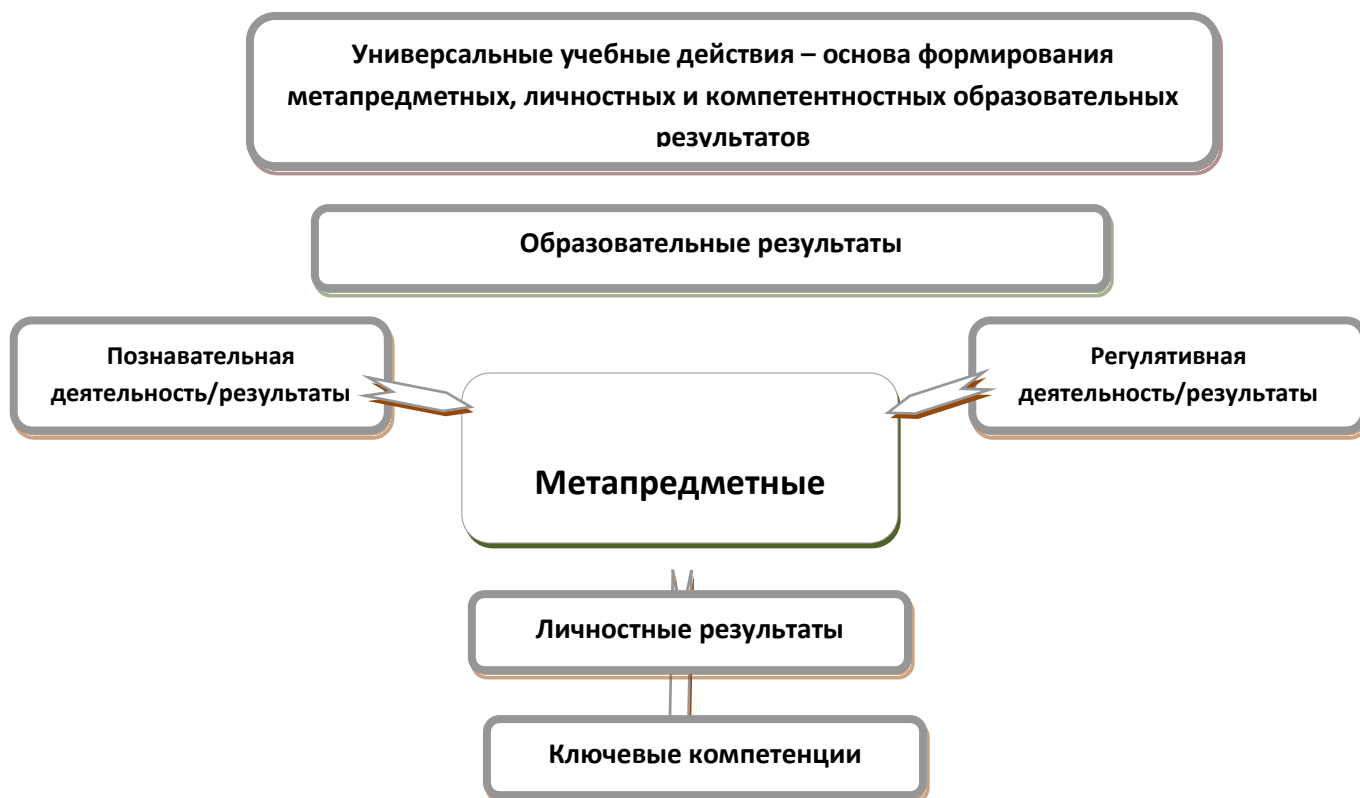 Универсальные учебные действия – основа формирования
метапредметных, личностных и компетентностных образовательных
результатов
Образовательные результаты
Познавательная
деятельность/результаты
Регулятивная
деятельность/результаты
Метапредметные
Личностные результаты
Ключевые компетенции